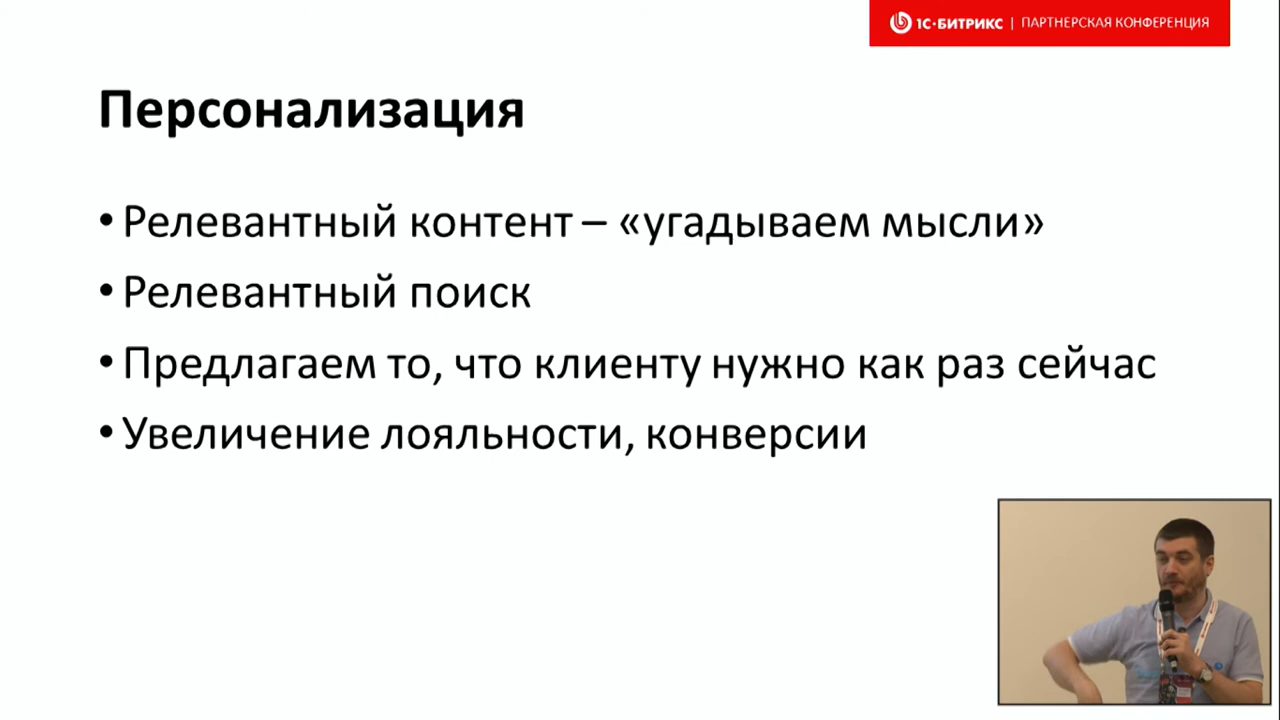 1С·БИТРИКС | ПАРТНЕРСКАЯ КОНФЕРЕНЦИЯ
Персонализация
• Релевантный контент – «угадываем мысли»
• Релевантный поиск
• Предлагаем то, что клиенту нужно как раз сейчас
• Увеличение лояльности, конверсии